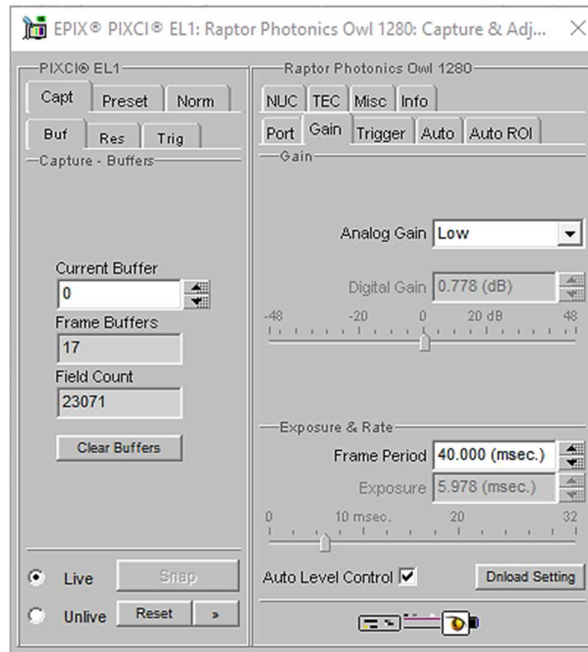 EPIX® PIXCI® EL1: Raptor Photonics Owl 1280: Capture & Adj...
PIXCI® EL1
Capt Preset Norm
Buf Res Trig
Capture - Buffers
Current Buffer
0
Frame Buffers
17
Field Count
23071
Clear Buffers
Live Snap
Unlive Reset »
Raptor Photonics Owl 1280
NUC TEC Misc Info
Port Gain Trigger Auto Auto ROI
Gain
Analog Gain Low
Digital Gain 0.778 (dB)
-48 -20 0 20 dB 48
Exposure & Rate
Frame Period 40.000 (msec.)
Exposure 5.978 (msec.)
0 10 msec. 20 32
Auto Level Control Dnload Setting